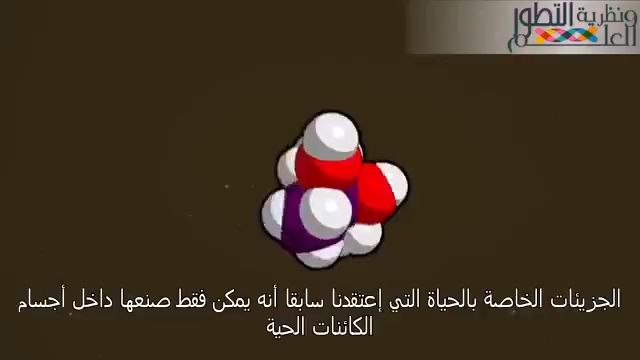 ونظرية التطور
العلم
الجزيئات الخاصة بالحياة التي إعتقدنا سابقا أنه يمكن فقط صنعها داخل أجسام
الكائنات الحية